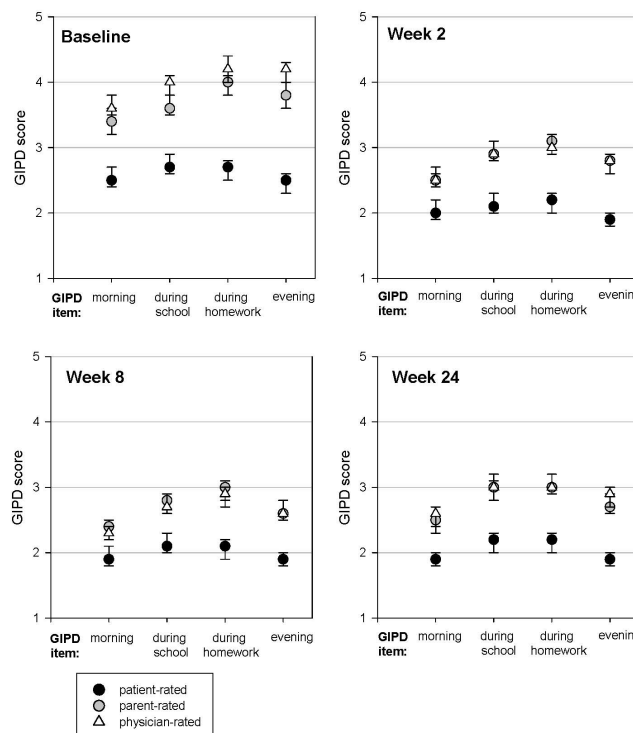 Baseline
GIPD score
5
4
3
2
1
GIPD item:
morning
during school
during homework
evening
Week 2
GIPD score
5
4
3
2
1
GIPD item:
morning
during school
during homework
evening
Week 8
GIPD score
5
4
3
2
1
GIPD item:
morning
during school
during homework
evening
Week 24
GIPD score
5
4
3
2
1
GIPD item:
morning
during school
during homework
evening
patient-rated
parent-rated
physician-rated